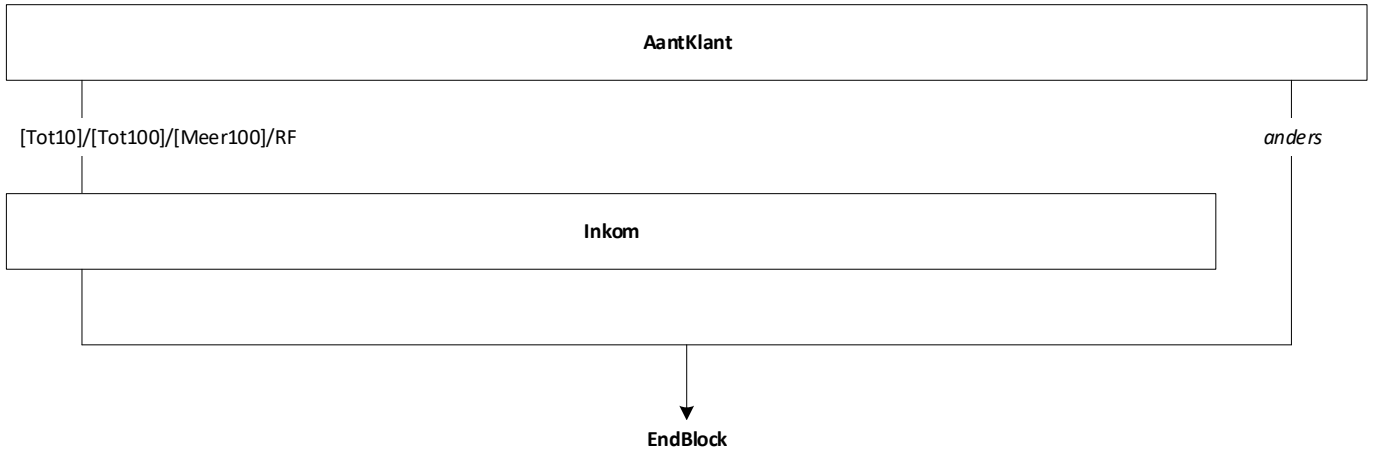 AantKlant
[Tot10]/[Tot100]/[Meer100]/RF
anders
Inkom
EndBlock